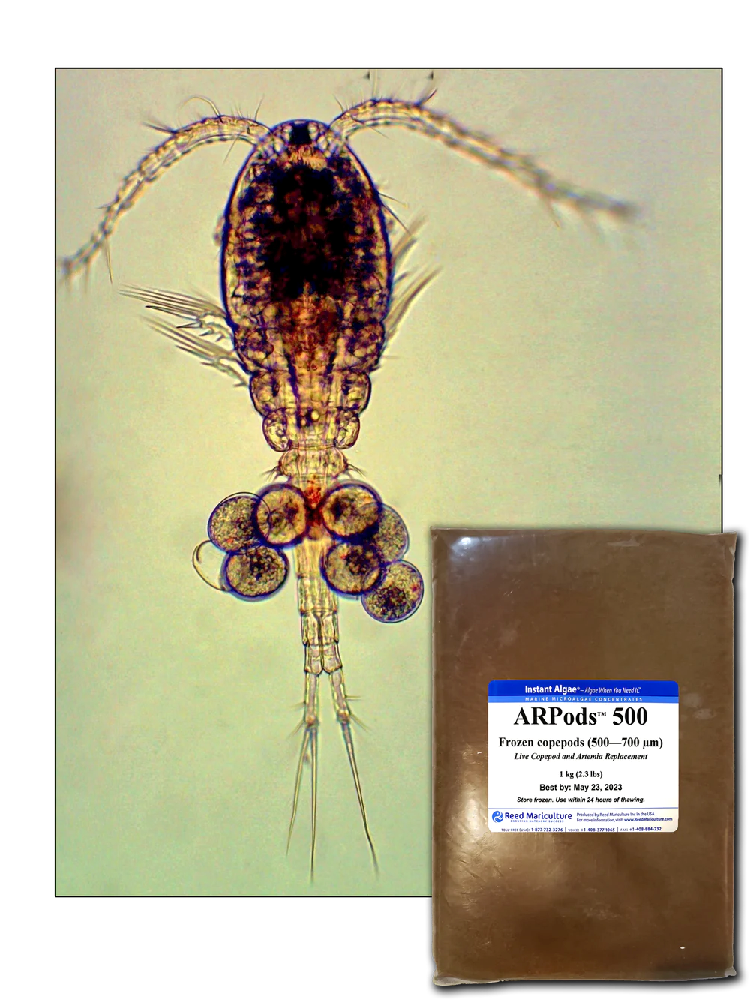 Instant Algae® – Algae When You Need It.™
MARINE MICROALGAE CONCENTRATES
ARPods™ 500
Frozen copepods (500—700 µm)
Live Copepod and Artemia Replacement
1 kg (2.3 lbs)
Best by: May 23, 2023
Store frozen. Use within 24 hours of thawing.
Reed Mariculture
ENSURING HATCHERY SUCCESS
Produced by Reed Mariculture Inc in the USA
For more information, visit: www.ReedMariculture.com
TOLL-FREE (USA): 1-877-732-3276 | VOICE: +1-408-377-1065 | FAX: +1-408-884-232